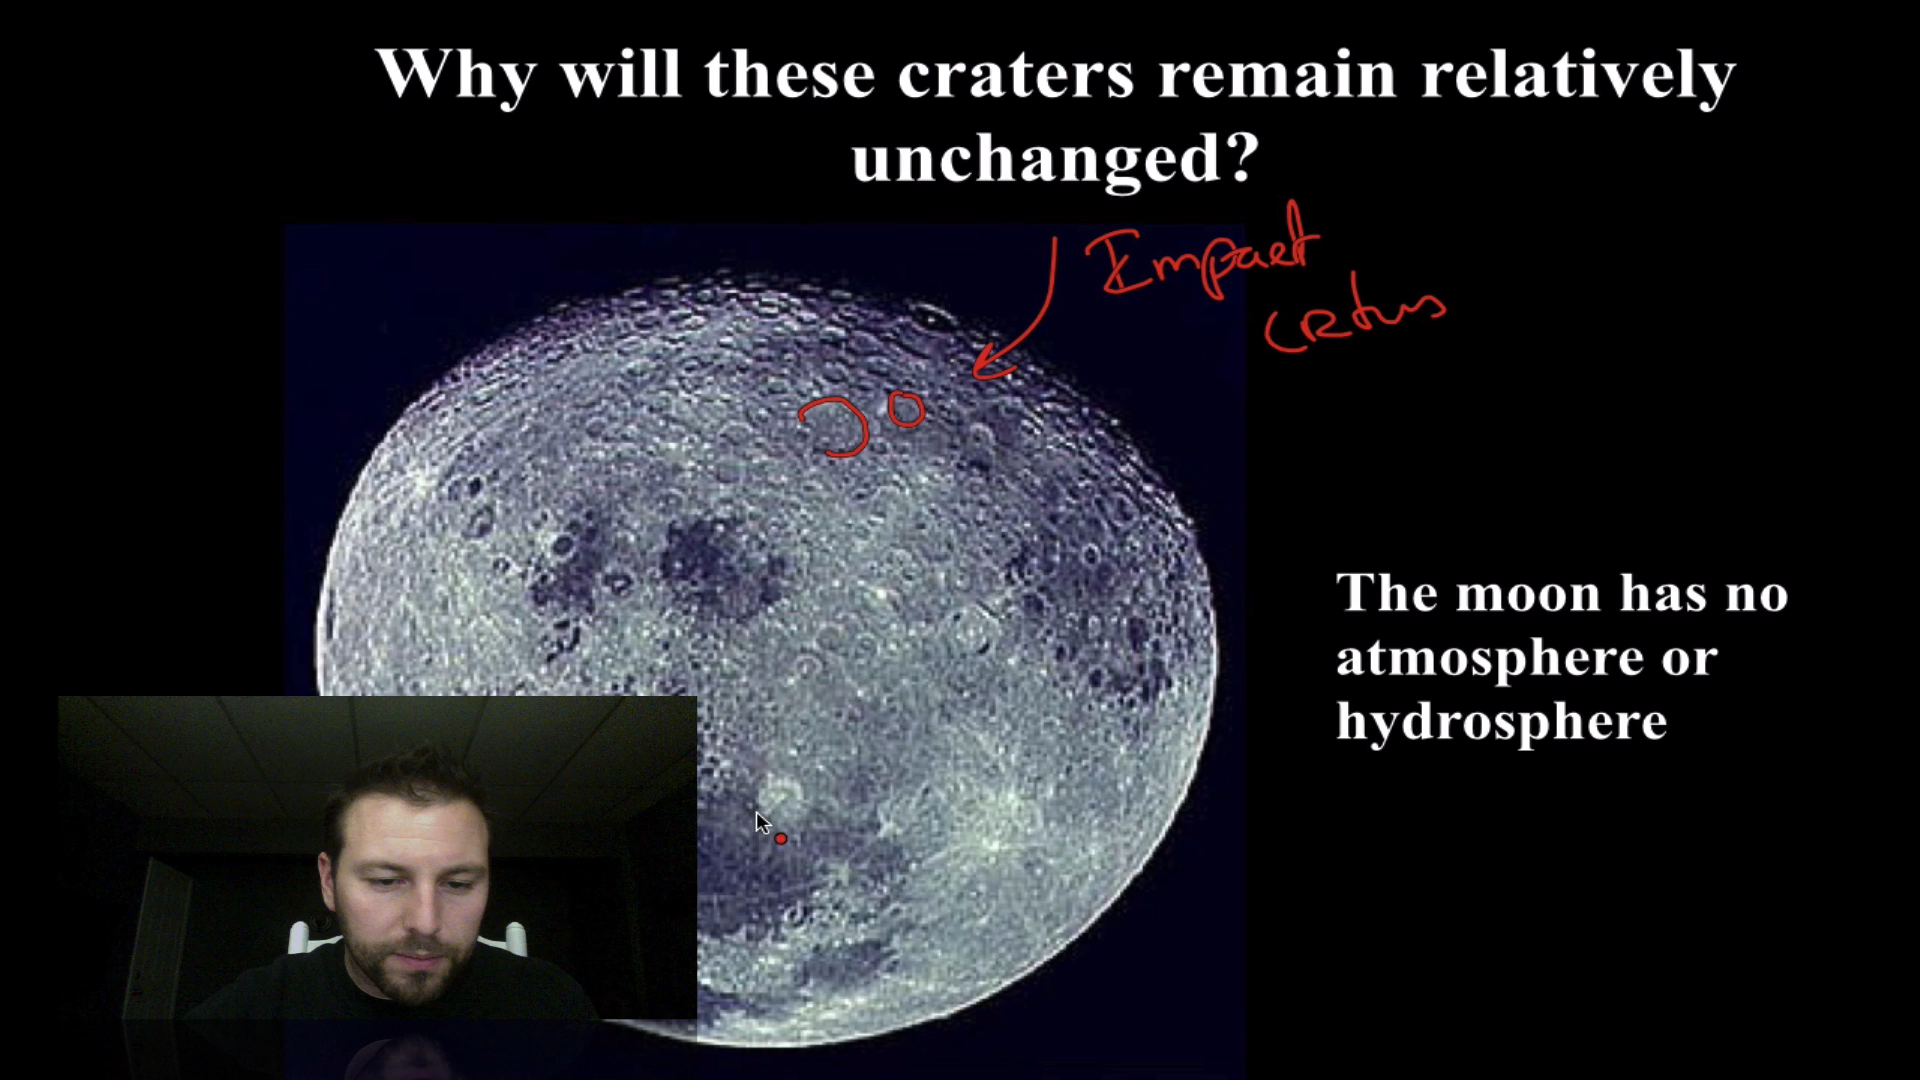 Why will these craters remain relatively
unchanged?
Impact
craters
The moon has no
atmosphere or
hydrosphere